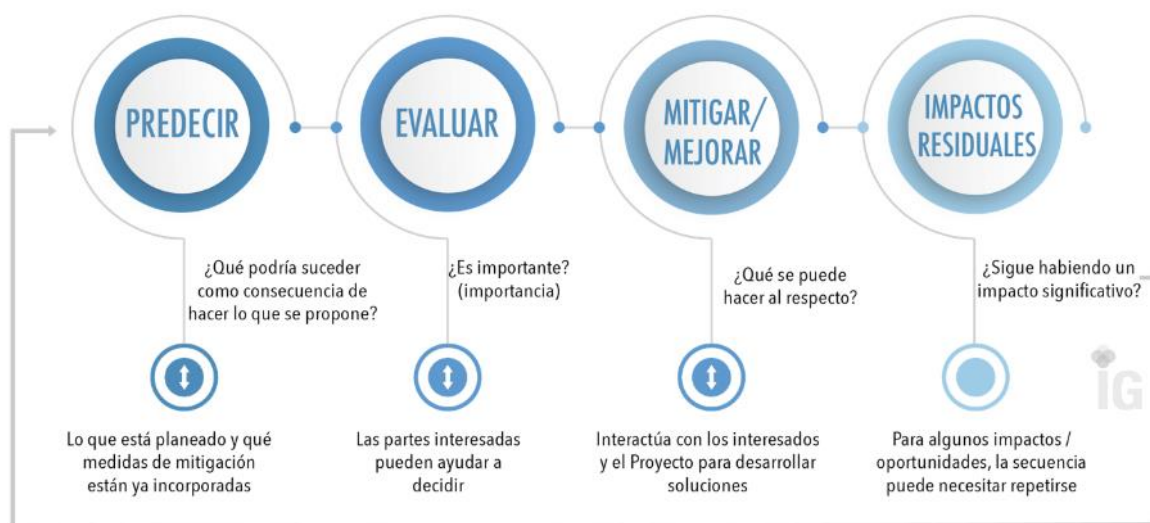 PREDECIR
EVALUAR
MITIGAR/
MEJORAR
IMPACTOS
RESIDUALES
¿Qué podría suceder
como consecuencia de
hacer lo que se propone?
¿Es importante?
(importancia)
¿Qué se puede
hacer al respecto?
¿Sigue habiendo un
impacto significativo?
Lo que está planeado y qué
medidas de mitigación
están ya incorporadas
Las partes interesadas
pueden ayudar a
decidir
Interactúa con los interesados
y el Proyecto para desarrollar
soluciones
Para algunos impactos /
oportunidades, la secuencia
puede necesitar repetirse
IG